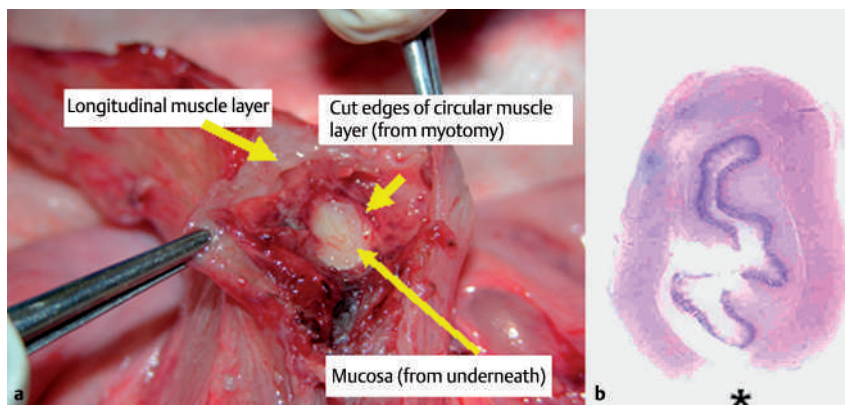 Longitudinal muscle layer
Cut edges of circular muscle
layer (from myotomy)
Mucosa (from underneath)
a
b
*